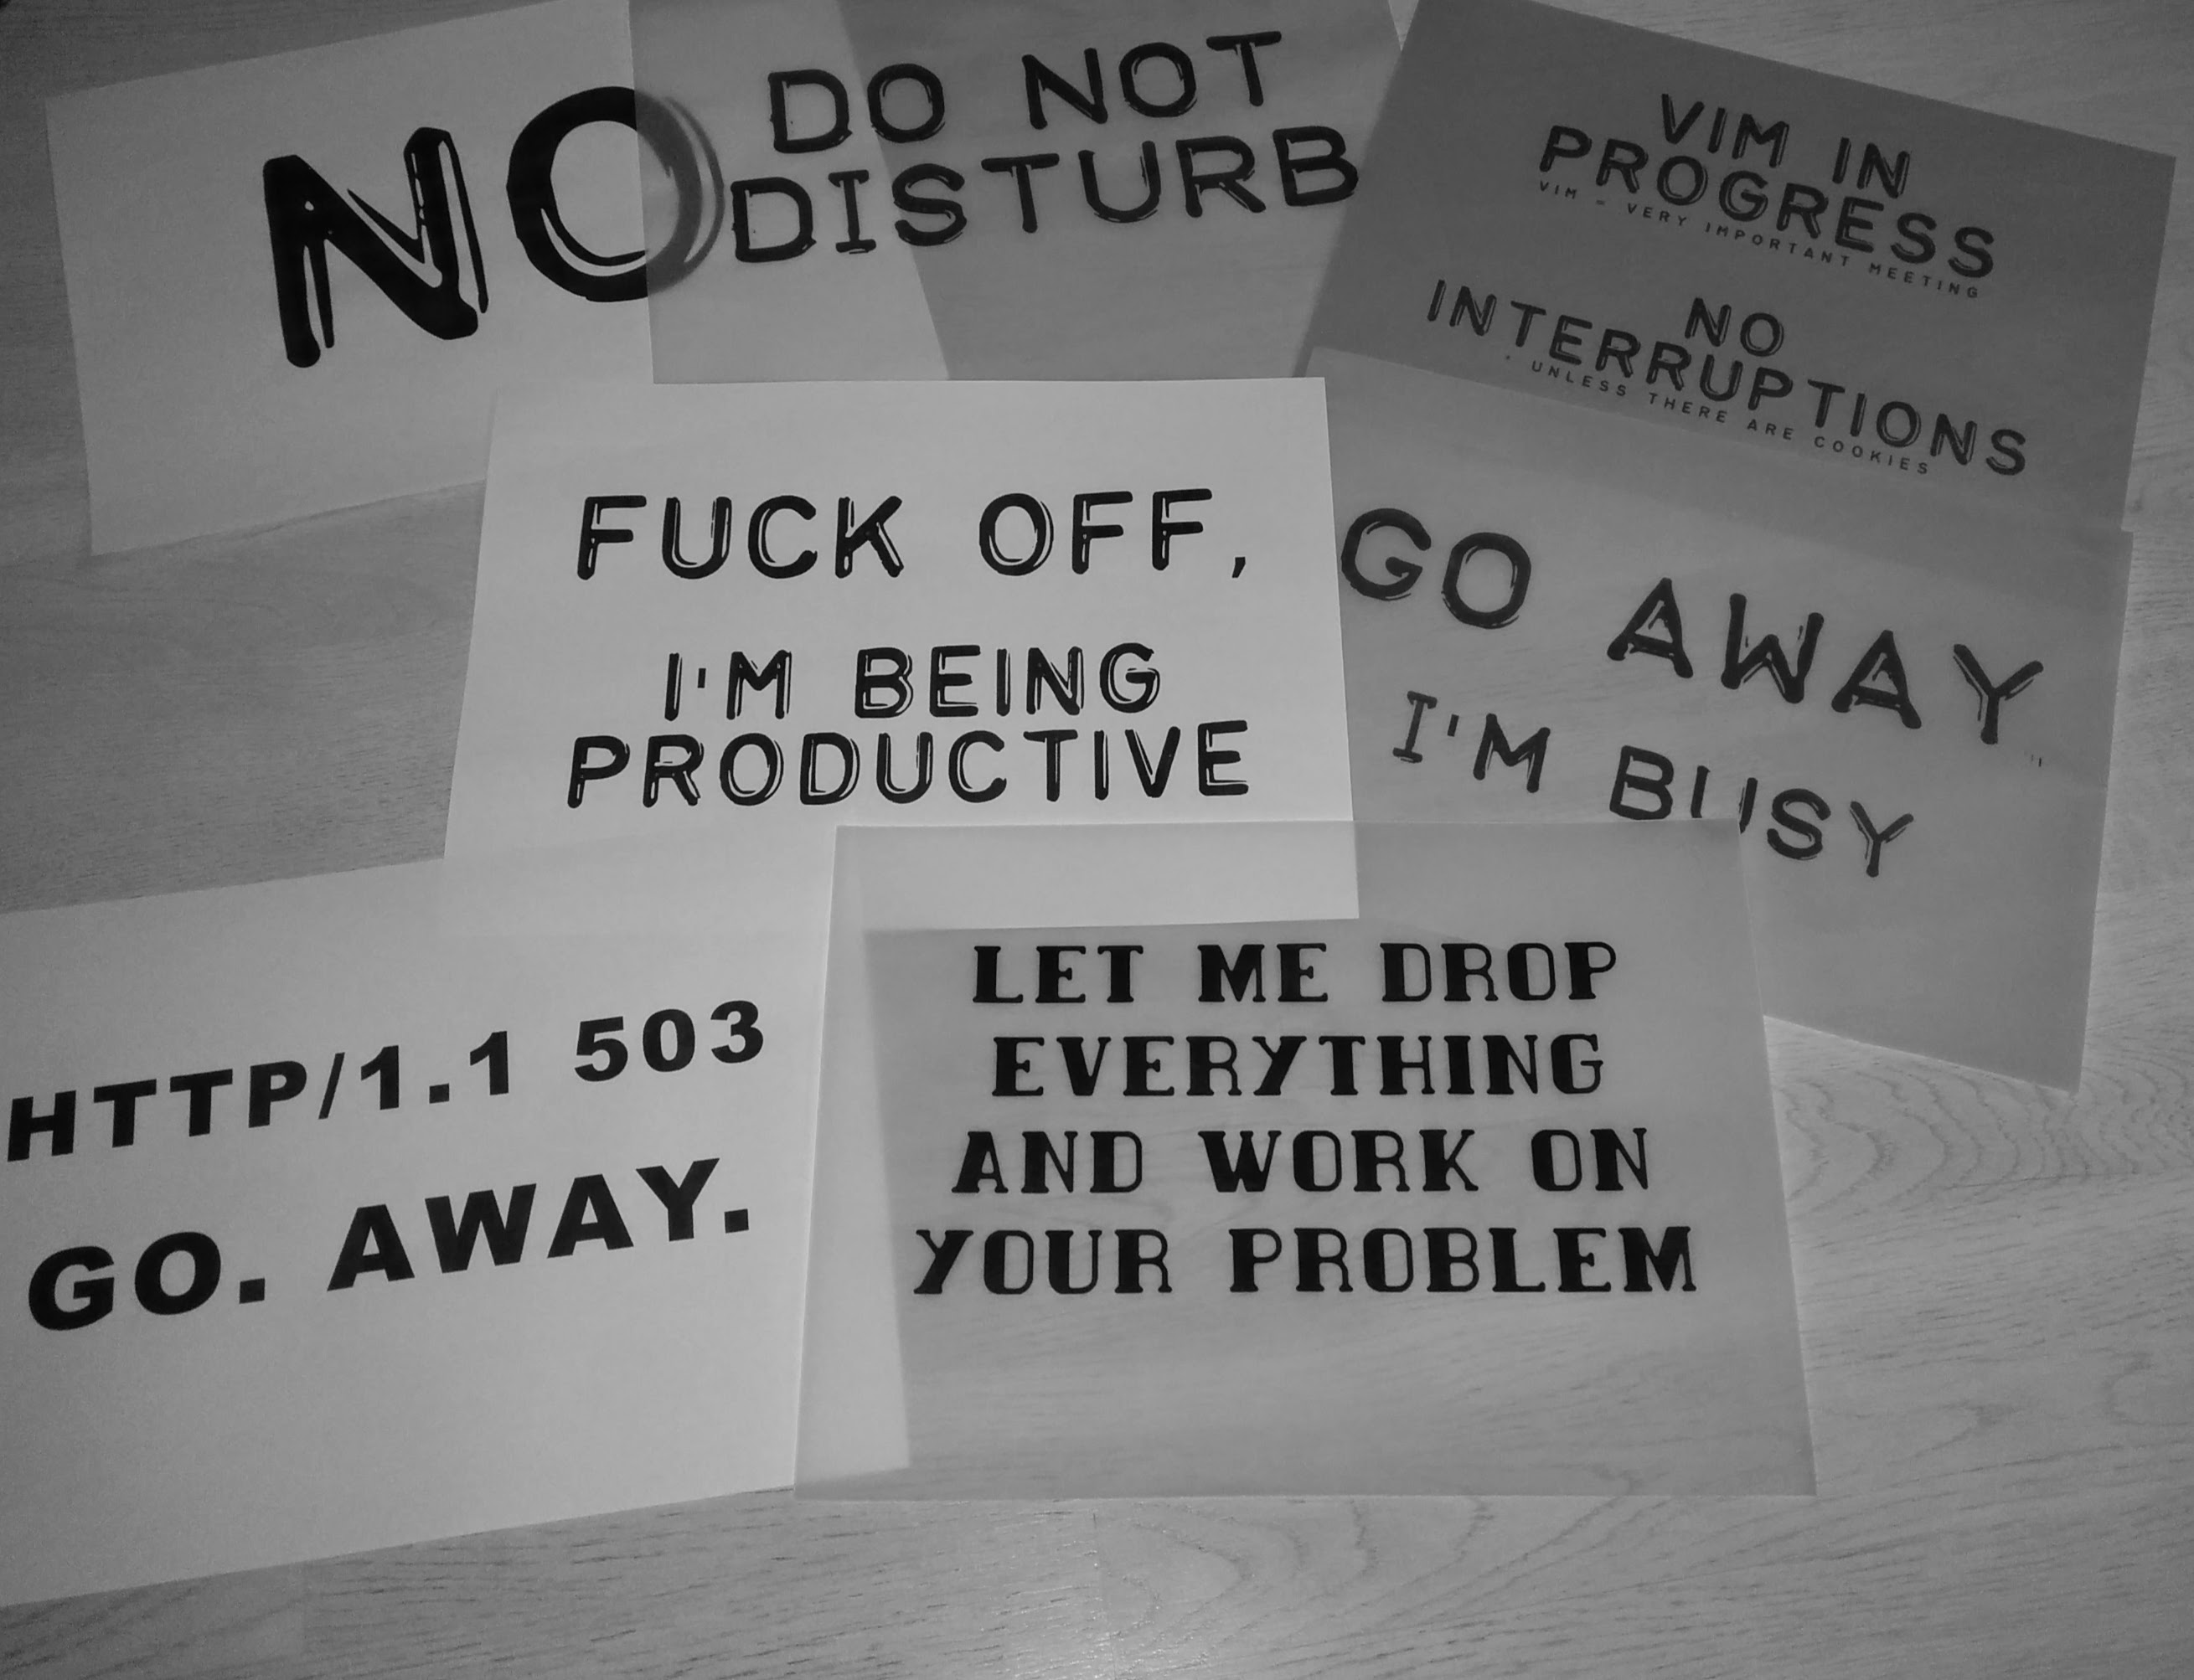 NO
DO NOT
DISTURB
VIM IN
PROGRESS
VIM = VERY IMPORTANT MEETING
NO
INTERRUPTIONS
* UNLESS THERE ARE COOKIES
FUCK OFF,
I'M BEING
PRODUCTIVE
GO AWAY
I'M BUSY
HTTP/1.1 503
GO. AWAY.
LET ME DROP
EVERYTHING
AND WORK ON
YOUR PROBLEM